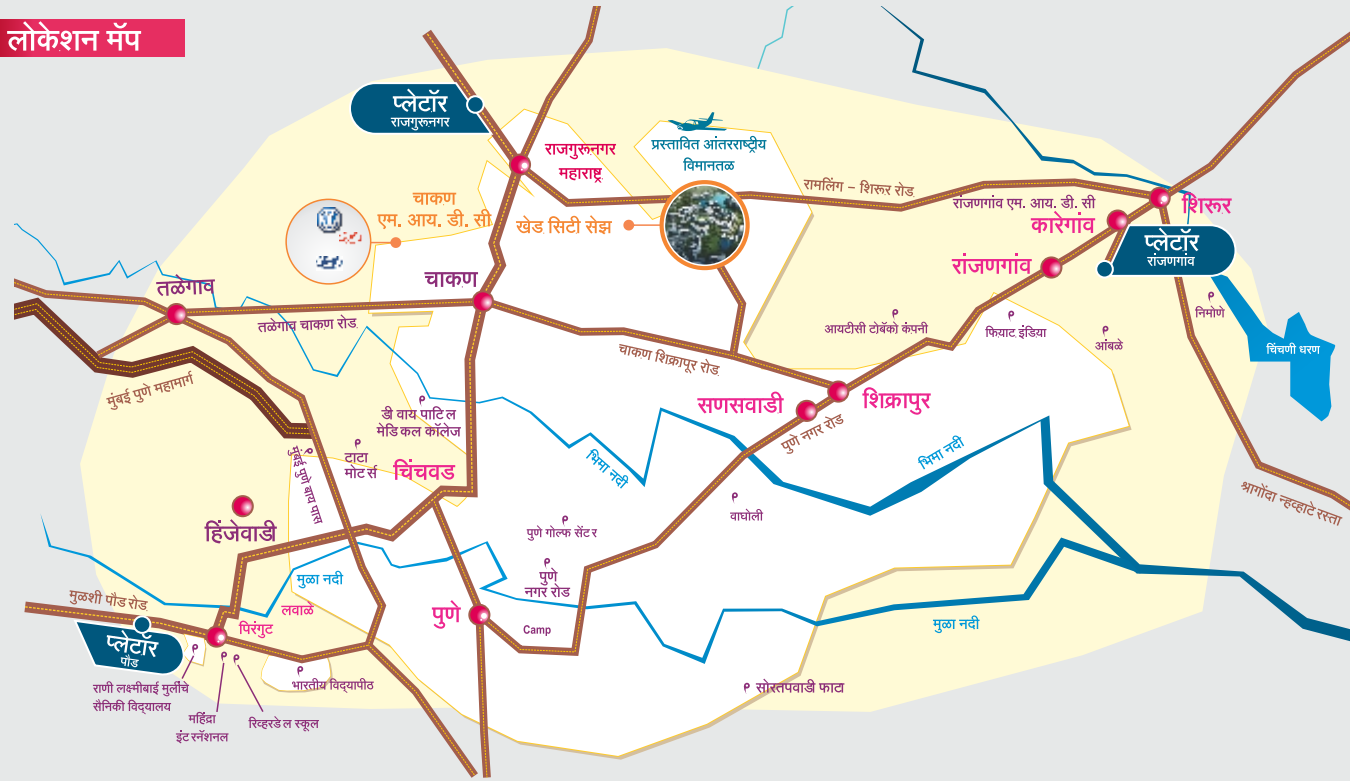 लोकेशन मॅप
प्लेटॉर
राजगुरूनगर
राजगुरूनगर
महाराष्ट्र
प्रस्तावित आंतरराष्ट्रीय
विमानतळ
रामलिंग – शिरूर रोड
चाकण
एम. आय. डी. सी
खेड सिटी सेझ
रांजणगांव एम. आय. डी. सी
कारेगांव
शिरूर
प्लेटॉर
रांजणगांव
रांजणगांव
तळेगाव
चाकण
तळेगाव चाकण रोड
निमोणे
आयटीसी टोबॅको कंपनी
फियाट इंडिया
आंबळे
चिंचणी धरण
चाकण शिक्रापूर रोड
मुंबई पुणे महामार्ग
सणसवाडी
शिक्रापुर
पुणे नगर रोड
डी वाय पाटिल
मेडिकल कॉलेज
टाटा
मोटर्स
चिंचवड
मुंबई पुणे बाय पास
भिमा नदी
भिमा नदी
श्रागोंदा न्हव्हाटे रस्ता
वाघोली
हिंजेवाडी
पुणे गोल्फ सेंटर
पुणे
नगर रोड
मुळा नदी
मुळशी पौड रोड
लवाळे
पिरंगुट
पुणे
Camp
मुळा नदी
प्लेटॉर
पौड
राणी लक्ष्मीबाई मुलींचे
सैनिकी विद्यालय
महिंद्रा
इंटरनॅशनल
रिव्हरडेल स्कूल
भारतीय विद्यापीठ
सोरतपवाडी फाटा